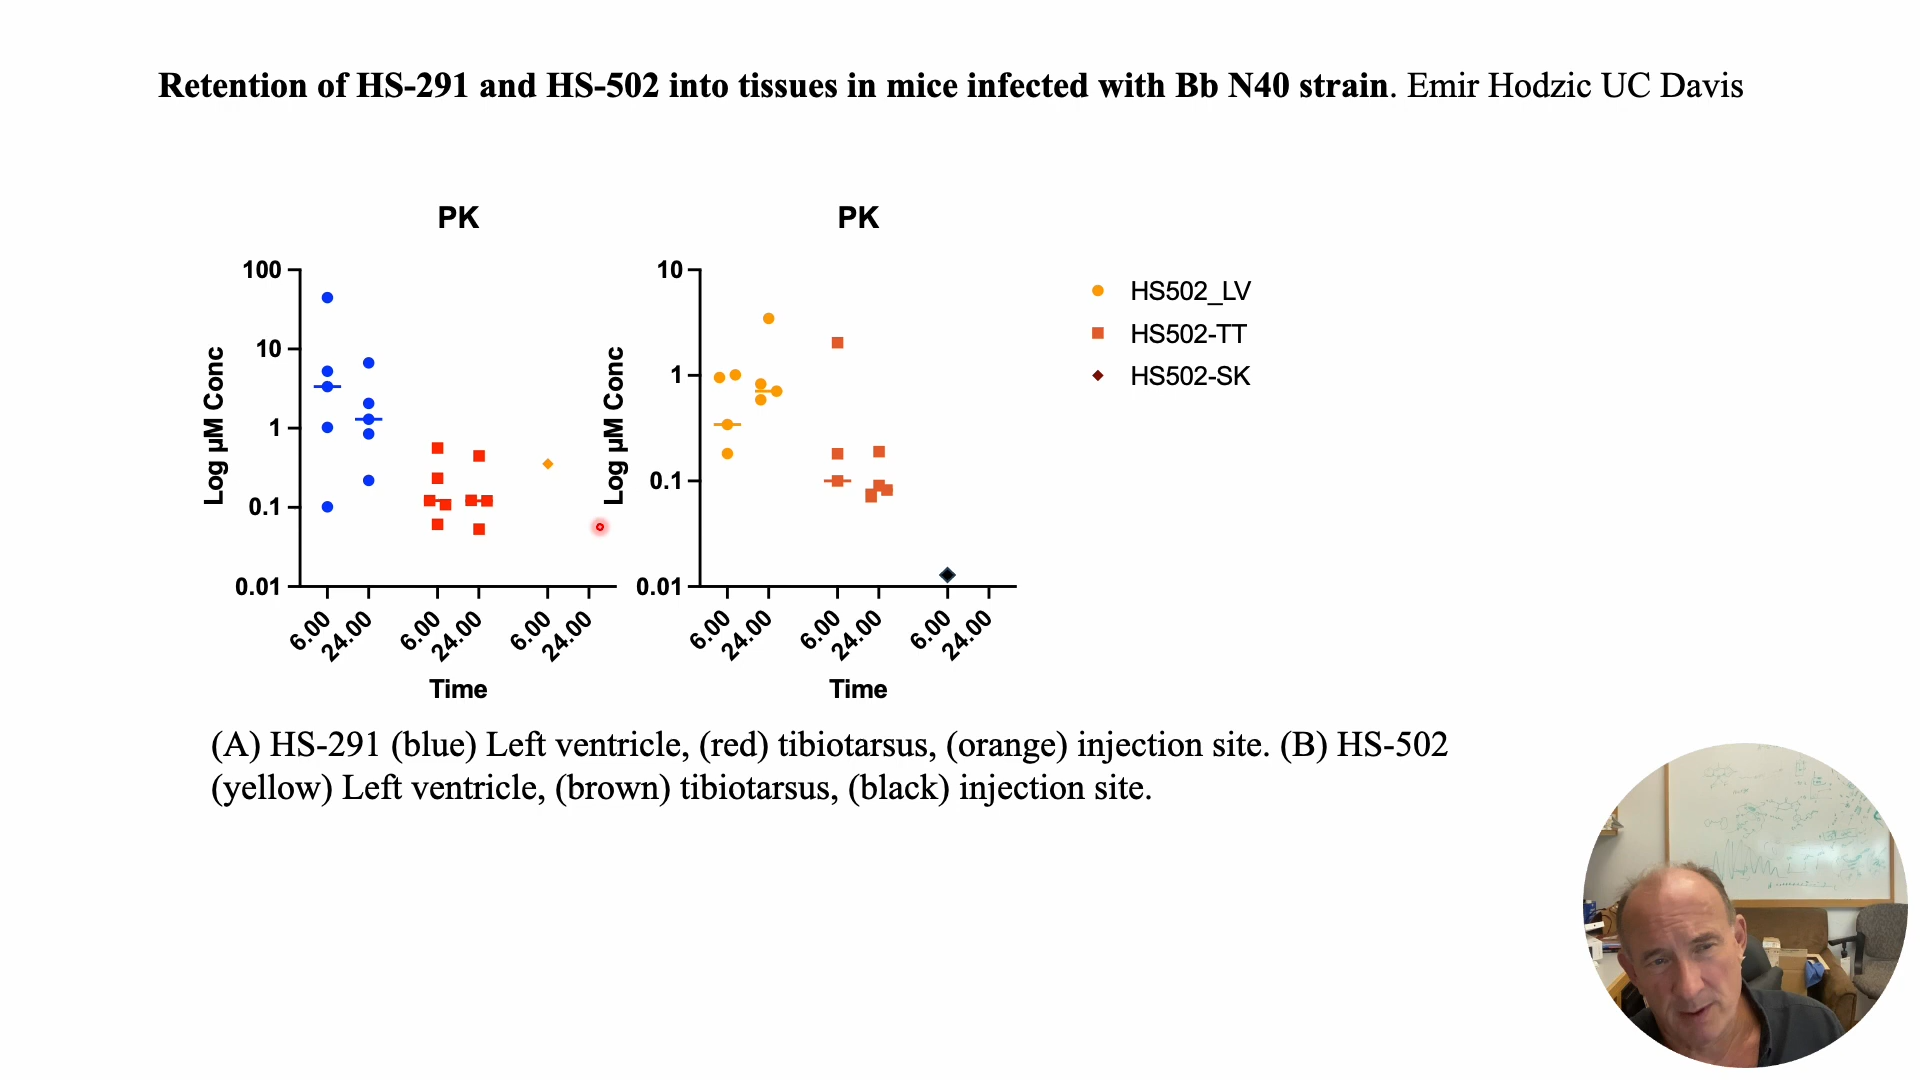 Retention of HS-291 and HS-502 into tissues in mice infected with Bb N40 strain. Emir Hodzic UC Davis
PK
100
10
1
0.1
0.01
Log µM Conc
6.00
24.00
6.00
24.00
6.00
24.00
Time
PK
10
1
0.1
0.01
Log µM Conc
6.00
24.00
6.00
24.00
6.00
24.00
Time
HS502_LV
HS502-TT
HS502-SK
(A) HS-291 (blue) Left ventricle, (red) tibiotarsus, (orange) injection site. (B) HS-502
(yellow) Left ventricle, (brown) tibiotarsus, (black) injection site.